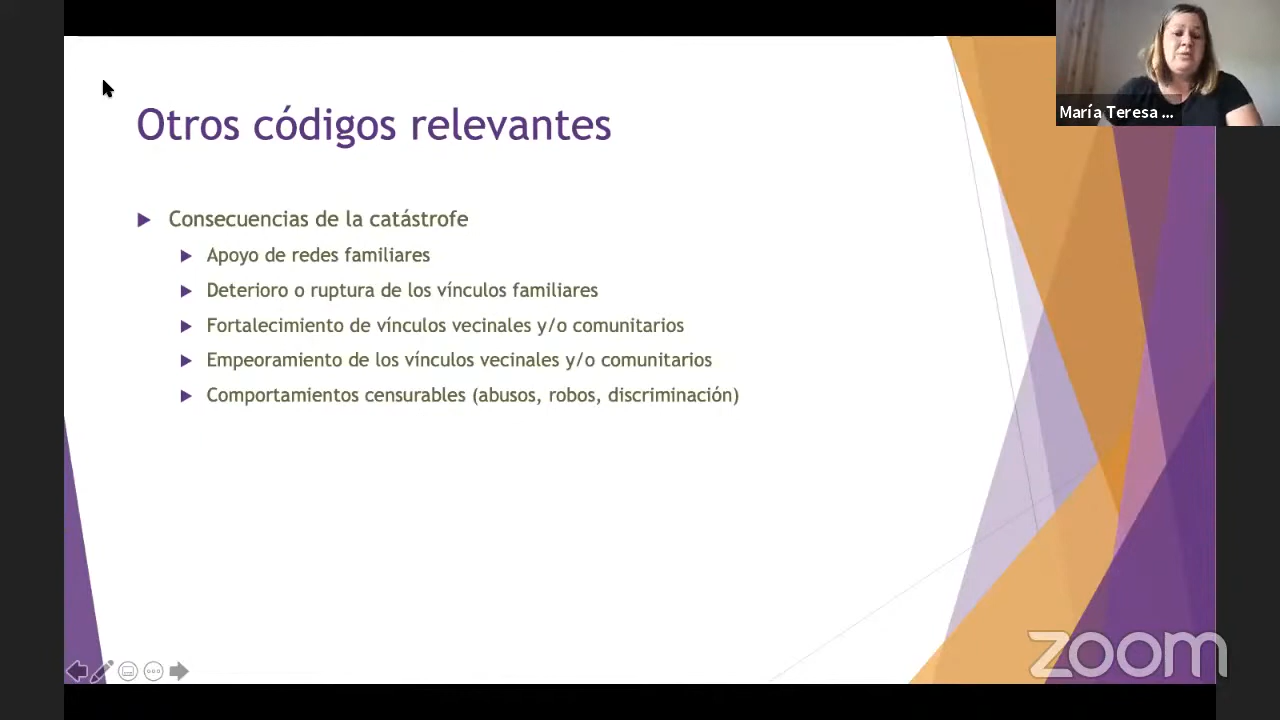 María Teresa ...
Otros códigos relevantes
Consecuencias de la catástrofe
Apoyo de redes familiares
Deterioro o ruptura de los vínculos familiares
Fortalecimiento de vínculos vecinales y/o comunitarios
Empeoramiento de los vínculos vecinales y/o comunitarios
Comportamientos censurables (abusos, robos, discriminación)
zoom